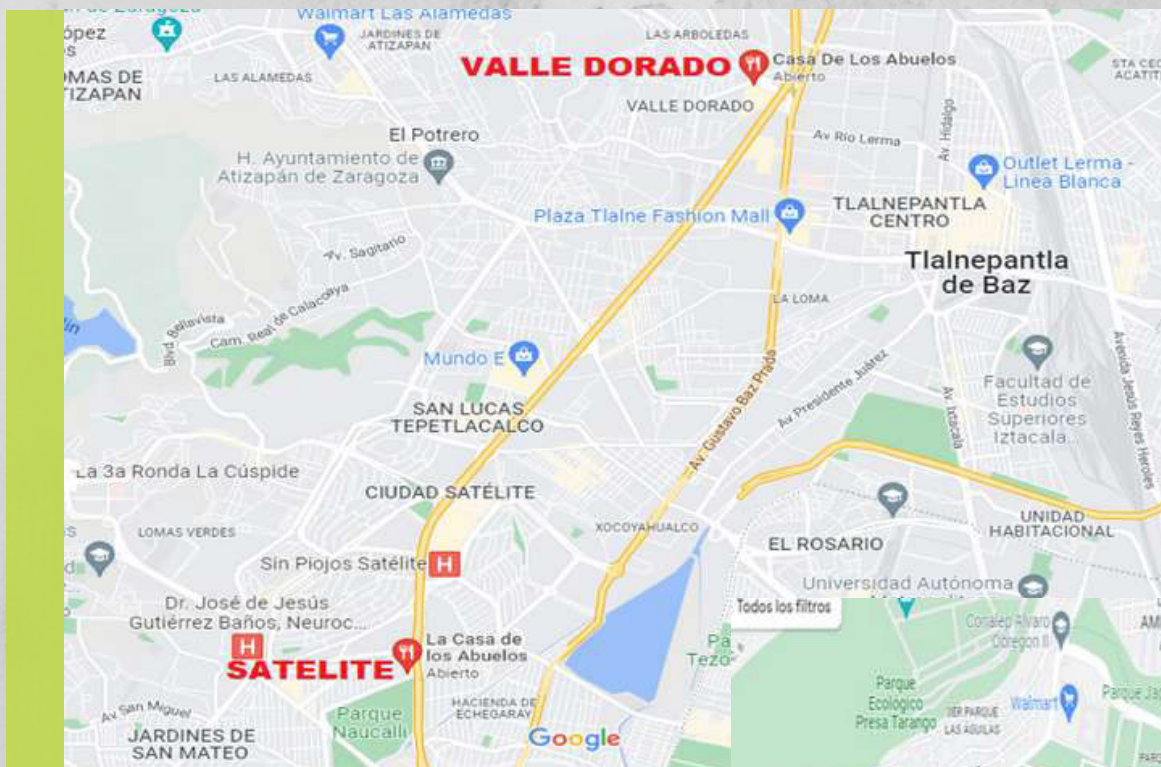 Walmart Las Alamedas
JARDINES DE
ATIZAPAN
LAS ARBOLEDAS
VALLE DORADO
Casa De Los Abuelos
Abierto
LAS ALAMEDAS
VALLE DORADO
El Potrero
H. Ayuntamiento de
Atizapán de Zaragoza
Av Río Lerma
Av. Hidalgo
Outlet Lerma -
Linea Blanca
Plaza Tlalne Fashion Mall
TLALNEPANTLA
CENTRO
Tlalnepantla
de Baz
Av. Sagitario
Cam. Real de Calacoaya
Blvd. Bellavista
LA LOMA
Mundo E
Av. Gustavo Baz Prada
Av Presidente Juárez
Av. Ixtacala
Facultad de
Estudios
Superiores
Iztacala...
Avenida Jesús Reyes Heroles
SAN LUCAS
TEPETLACALCO
La 3a Ronda La Cúspide
CIUDAD SATÉLITE
LOMAS VERDES
XOCOYAHUALCO
EL ROSARIO
UNIDAD
HABITACIONAL
Sin Piojos Satélite
H
Universidad Autónoma
Dr. José de Jesús
Gutiérrez Baños, Neuroc...
H
Todos los filtros
SATELITE
La Casa de
los Abuelos
Abierto
HACIENDA DE
ECHEGARAY
Av San Miguel
JARDINES DE
SAN MATEO
Parque
Naucalli
Google
Parque
Ecologico
Presa Tarango
LAS AGUILAS
Walmart